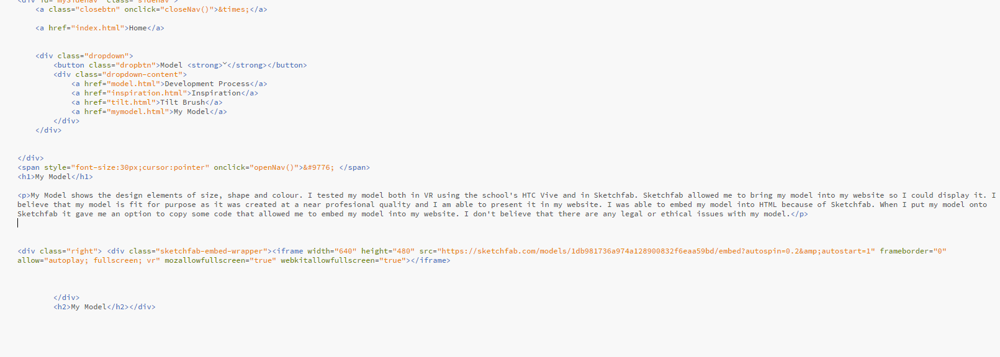 <div id="mySidenav" class="sidenav">
<a class="closebtn" onclick="closeNav()">&times;</a>
<a href="index.html">Home</a>
<div class="dropdown">
<button class="dropbtn">Model <strong>ˇ</strong></button>
<div class="dropdown-content">
<a href="model.html">Development Process</a>
<a href="inspiration.html">Inspiration</a>
<a href="tilt.html">Tilt Brush</a>
<a href="mymodel.html">My Model</a>
</div>
</div>
</div>
<span style="font-size:30px;cursor:pointer" onclick="openNav()">&#9776; </span>
<h1>My Model</h1>
<p>My Model shows the design elements of size, shape and colour. I tested my model both in VR using the school's HTC Vive and in Sketchfab. Sketchfab allowed me to bring my model into my website so I could display it. I
believe that my model is fit for purpose as it was created at a near profesional quality and I am able to present it in my website. I was able to embed my model into HTML because of Sketchfab. When I put my model onto
Sketchfab it gave me an option to copy some code that allowed me to embed my model into my website. I don't believe that there are any legal or ethical issues with my model.</p>
<div class="right"> <div class="sketchfab-embed-wrapper"><iframe width="640" height="480" src="https://sketchfab.com/models/1db981736a974a128900832f6eaa59bd/embed?autospin=0.2&amp;autostart=1" frameborder="0"
allow="autoplay; fullscreen; vr" mozallowfullscreen="true" webkitallowfullscreen="true"></iframe>
</div>
<h2>My Model</h2></div>